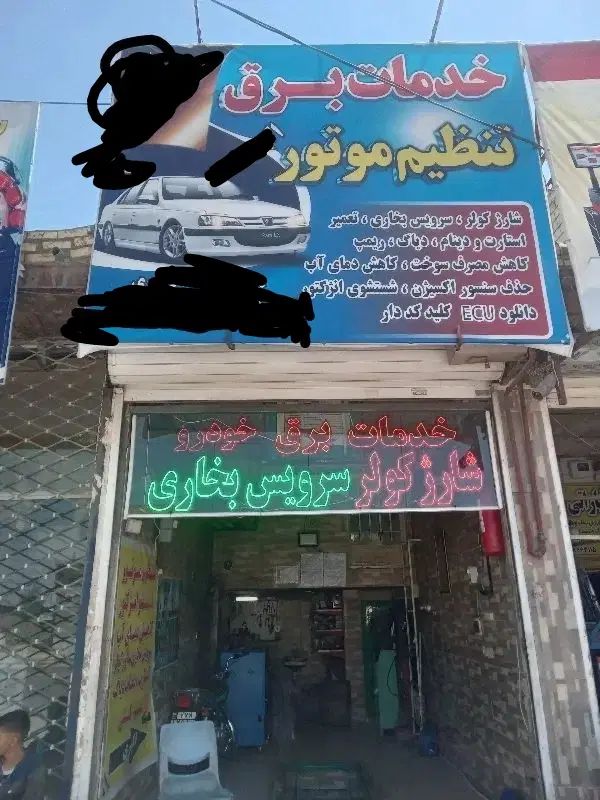 خدمات برق
تنظیم موتور
شارژ کولر ، سرویس بخاری ، تعمیر
استارت و دینام ، دیاگ ، ریمپ
کاهش مصرف سوخت ، کاهش دمای آب
حذف سنسور اکسیژن ، شستشوی انژکتور
دانلود ECU کلید کد دار
خدمات برق خودرو
شارژ کولر سرویس بخاری